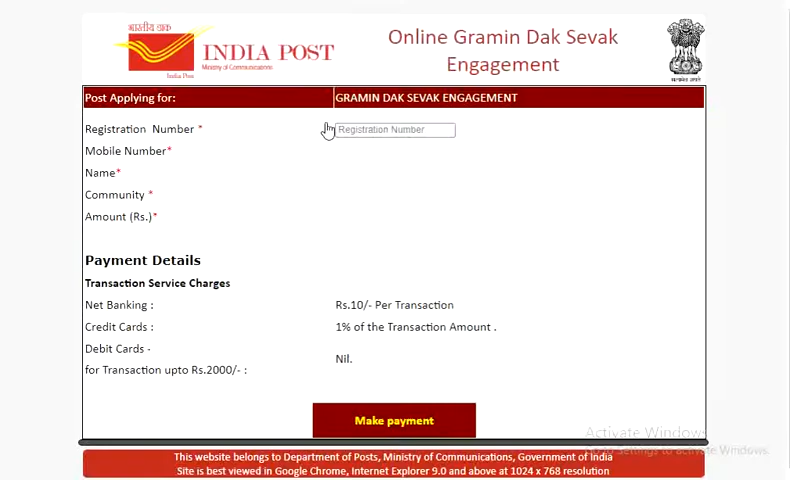 भारतीय डाक
INDIA POST
Ministry of Communications
India Post
Online Gramin Dak Sevak
Engagement
Post Applying for: GRAMIN DAK SEVAK ENGAGEMENT
Registration Number * Registration Number
Mobile Number*
Name*
Community *
Amount (Rs.)*
Payment Details
Transaction Service Charges
Net Banking : Rs.10/- Per Transaction
Credit Cards : 1% of the Transaction Amount .
Debit Cards -
for Transaction upto Rs.2000/- : Nil.
Make payment
Activate Windows
Go to Settings to activate Windows.
This website belongs to Department of Posts, Ministry of Communications, Government of India
Site is best viewed in Google Chrome, Internet Explorer 9.0 and above at 1024 x 768 resolution